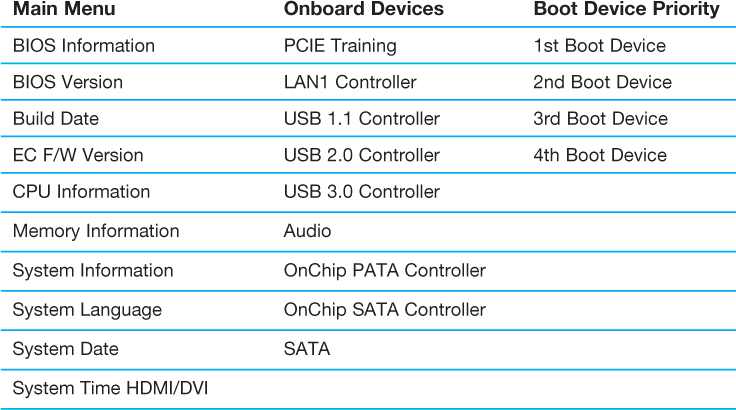 Main Menu Onboard Devices Boot Device Priority
BIOS Information PCIE Training 1st Boot Device
BIOS Version LAN1 Controller 2nd Boot Device
Build Date USB 1.1 Controller 3rd Boot Device
EC F/W Version USB 2.0 Controller 4th Boot Device
CPU Information USB 3.0 Controller
Memory Information Audio
System Information OnChip PATA Controller
System Language OnChip SATA Controller
System Date SATA
System Time HDMI/DVI